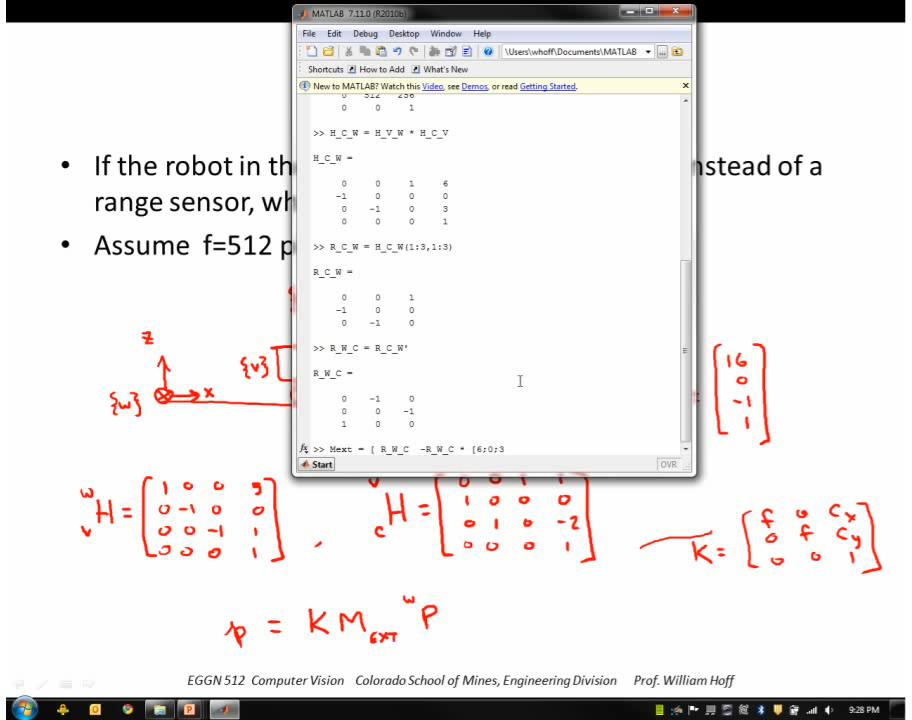 MATLAB 7.11.0 (R2010b)
File Edit Debug Desktop Window Help
\Users\whoff\Documents\MATLAB
Shortcuts How to Add What's New
New to MATLAB? Watch this Video, see Demos, or read Getting Started.
0 512 256
0 0 1
>> H_C_W = H_V_W * H_C_V
H_C_W =
0 0 1 6
-1 0 0 0
0 -1 0 3
0 0 0 1
>> R_C_W = H_C_W(1:3,1:3)
R_C_W =
0 0 1
-1 0 0
0 -1 0
>> R_W_C = R_C_W'
R_W_C =
0 -1 0
0 0 -1
1 0 0
fx >> Mext = [ R_W_C -R_W_C * [6;0;3
Start OVR
• If the robot in th nstead of a
range sensor, wh
• Assume f=512 p
z
{w} x {v}
= [16
0
-1
1]
w
v H = [1 0 0 5
0 -1 0 0
0 0 -1 1
0 0 0 1] ,
v
c H = [0 0 1 1
1 0 0 0
0 1 0 -2
0 0 0 1]
K = [f 0 Cx
0 f Cy
0 0 1]
p = K M EXT w P
EGGN 512 Computer Vision Colorado School of Mines, Engineering Division Prof. William Hoff
9:28 PM